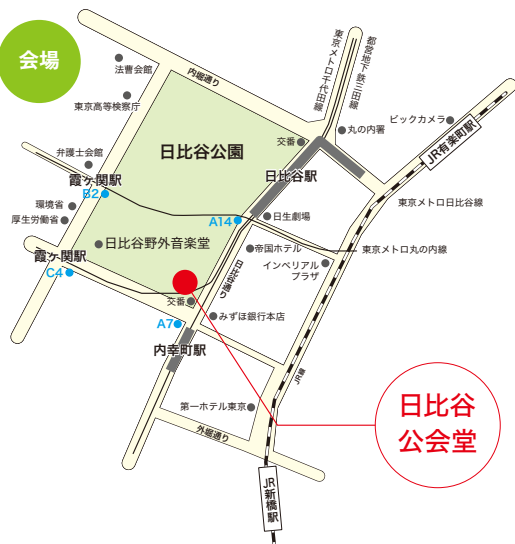 会場
法曹会館
内堀通り
東京高等検察庁
東京メトロ千代田線
都営地下鉄三田線
ビックカメラ
丸の内署
交番
JR有楽町駅
弁護士会館
日比谷公園
日比谷駅
霞ヶ関駅
B2
東京メトロ日比谷線
環境省
厚生労働省
A14
日生劇場
日比谷野外音楽堂
帝国ホテル
東京メトロ丸の内線
霞ヶ関駅
C4
インペリアル
プラザ
日比谷通り
交番
みずほ銀行本店
A7
内幸町駅
JR線
第一ホテル東京
外堀通り
日比谷
公会堂
JR新橋駅